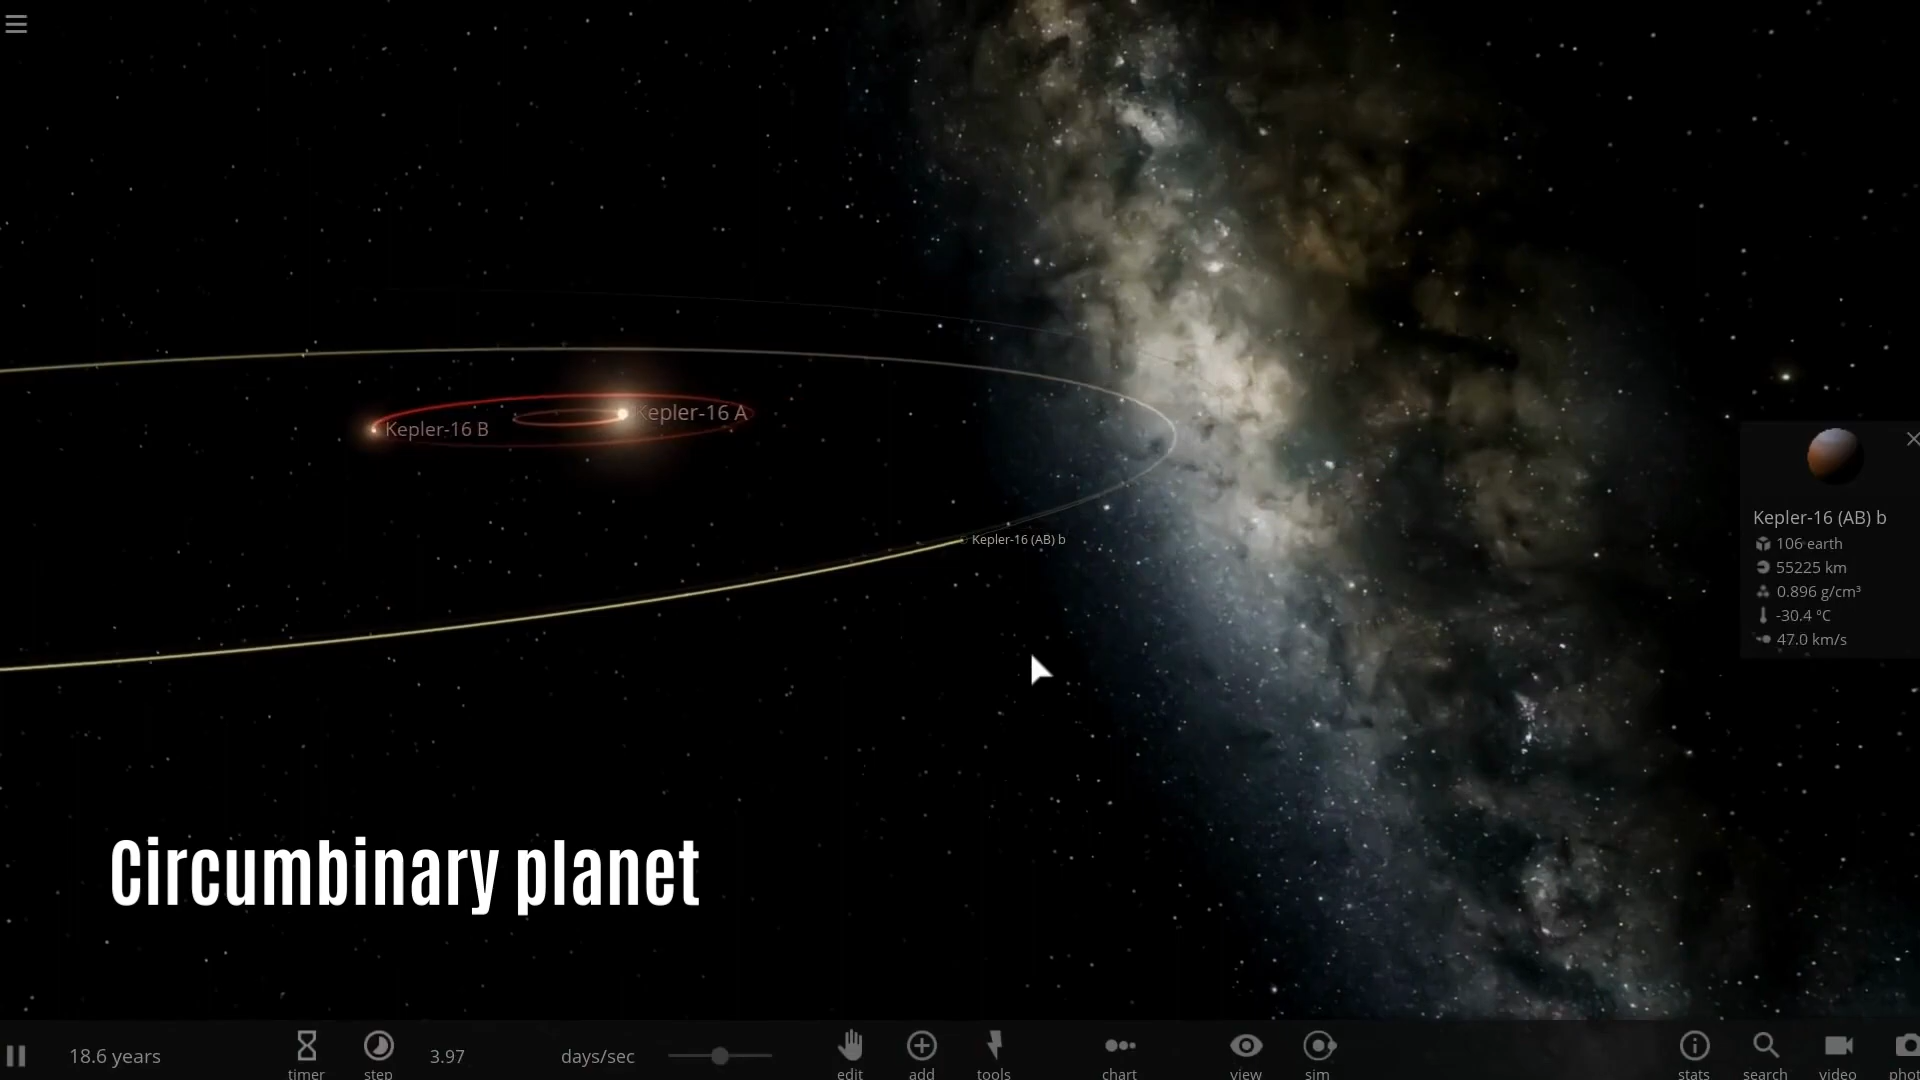 Kepler-16 A
Kepler-16 B
Kepler-16 (AB) b
Kepler-16 (AB) b
106 earth
55225 km
0.896 g/cm³
-30.4 °C
47.0 km/s
Circumbinary planet
18.6 years
timer
step
3.97
days/sec
edit
add
tools
chart
view
sim
stats
search
video
phot